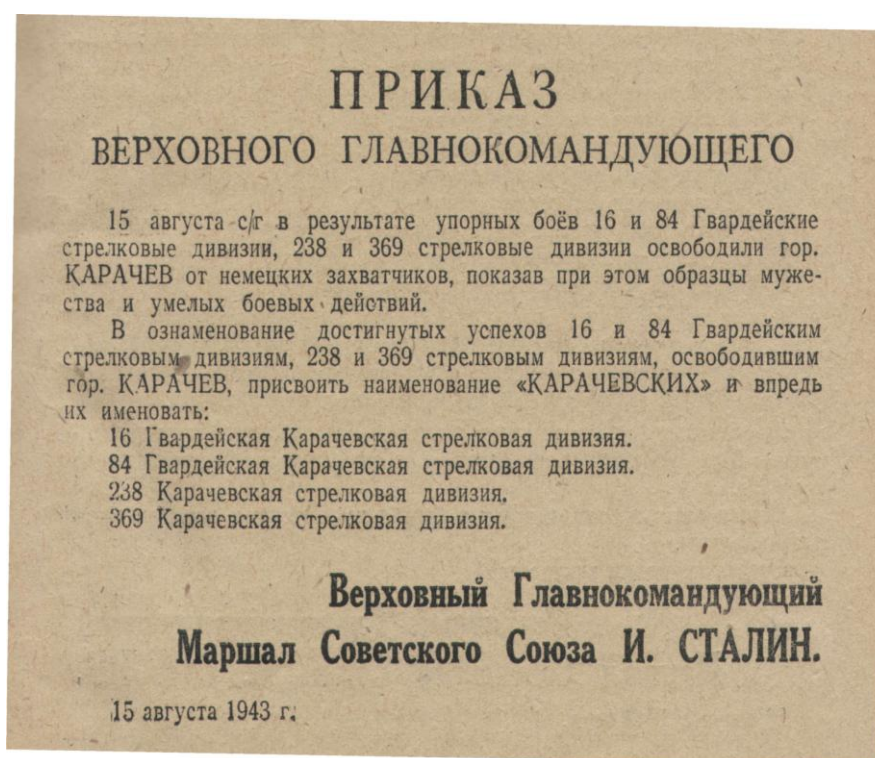 ПРИКАЗ
ВЕРХОВНОГО ГЛАВНОКОМАНДУЮЩЕГО
15 августа с/г в результате упорных боёв 16 и 84 Гвардейские
стрелковые дивизии, 238 и 369 стрелковые дивизии освободили гор.
КАРАЧЕВ от немецких захватчиков, показав при этом образцы муже-
ства и умелых боевых действий.
В ознаменование достигнутых успехов 16 и 84 Гвардейским
стрелковым дивизиям, 238 и 369 стрелковым дивизиям, освободившим
гор. КАРАЧЕВ, присвоить наименование «КАРАЧЕВСКИХ» и впредь
их именовать:
16 Гвардейская Карачевская стрелковая дивизия.
84 Гвардейская Карачевская стрелковая дивизия.
238 Карачевская стрелковая дивизия.
369 Карачевская стрелковая дивизия.
Верховный Главнокомандующий
Маршал Советского Союза И. СТАЛИН.
15 августа 1943 г.